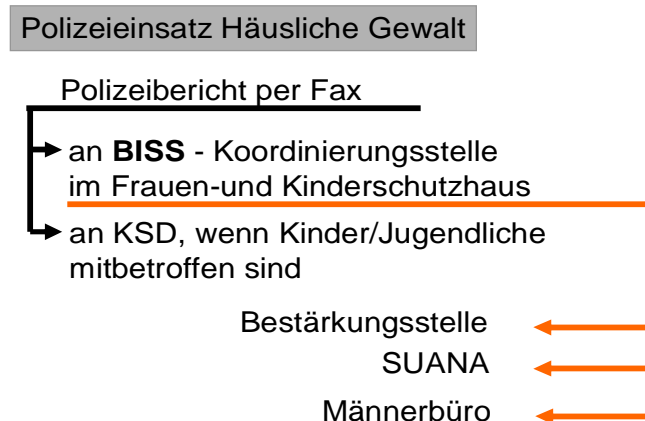 Polizeieinsatz Häusliche Gewalt
Polizeibericht per Fax
an BISS - Koordinierungsstelle
im Frauen-und Kinderschutzhaus
an KSD, wenn Kinder/Jugendliche
mitbetroffen sind
Bestärkungsstelle
SUANA
Männerbüro